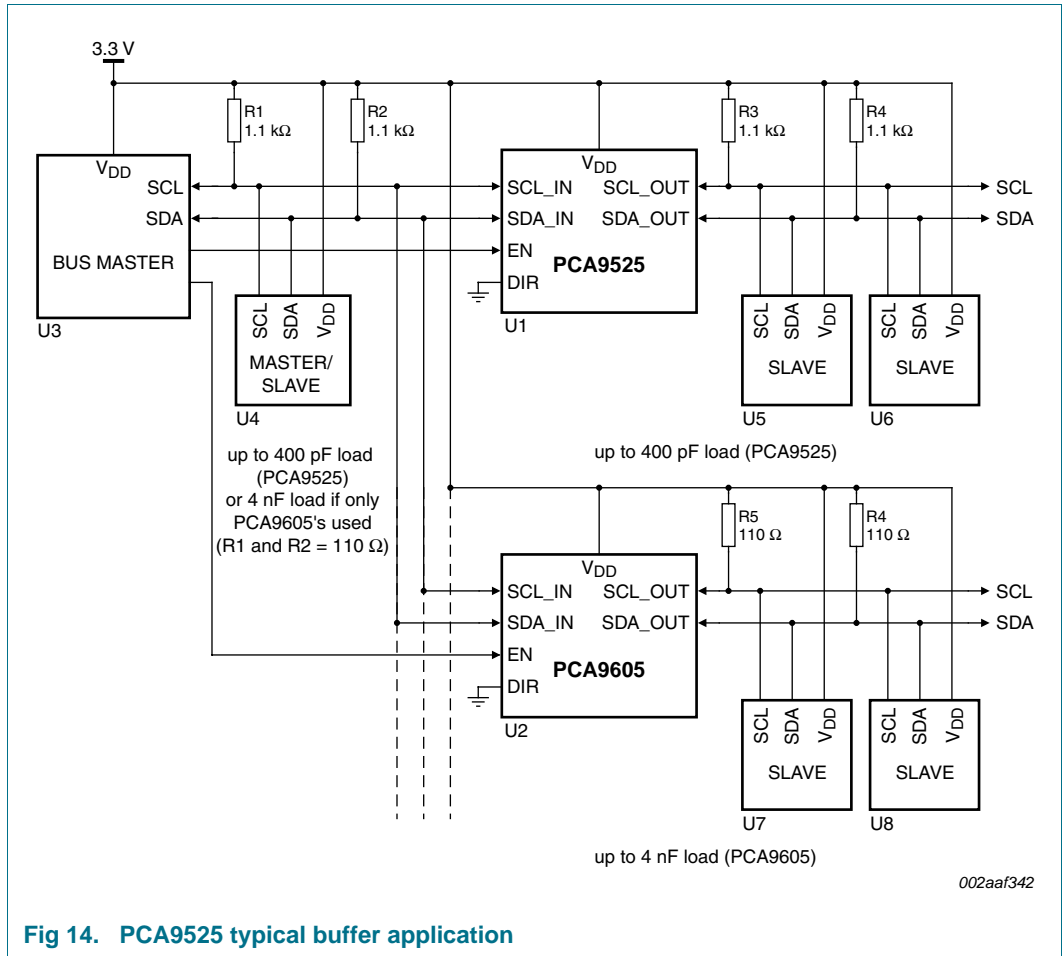 3.3 V
R1
1.1 kΩ
R2
1.1 kΩ
R3
1.1 kΩ
R4
1.1 kΩ
VDD
SCL
SDA
BUS MASTER
U3
VDD
SCL_IN
SCL_OUT
SDA_IN
SDA_OUT
EN
PCA9525
DIR
U1
SCL
SDA
SCL
SDA
VDD
MASTER/
SLAVE
U4
SCL
SDA
VDD
SLAVE
U5
SCL
SDA
VDD
SLAVE
U6
up to 400 pF load
(PCA9525)
or 4 nF load if only
PCA9605's used
(R1 and R2 = 110 Ω)
up to 400 pF load (PCA9525)
R5
110 Ω
R4
110 Ω
VDD
SCL_IN
SCL_OUT
SDA_IN
SDA_OUT
EN
PCA9605
DIR
U2
SCL
SDA
SCL
SDA
VDD
SLAVE
U7
SCL
SDA
VDD
SLAVE
U8
up to 4 nF load (PCA9605)
002aaf342
Fig 14. PCA9525 typical buffer application